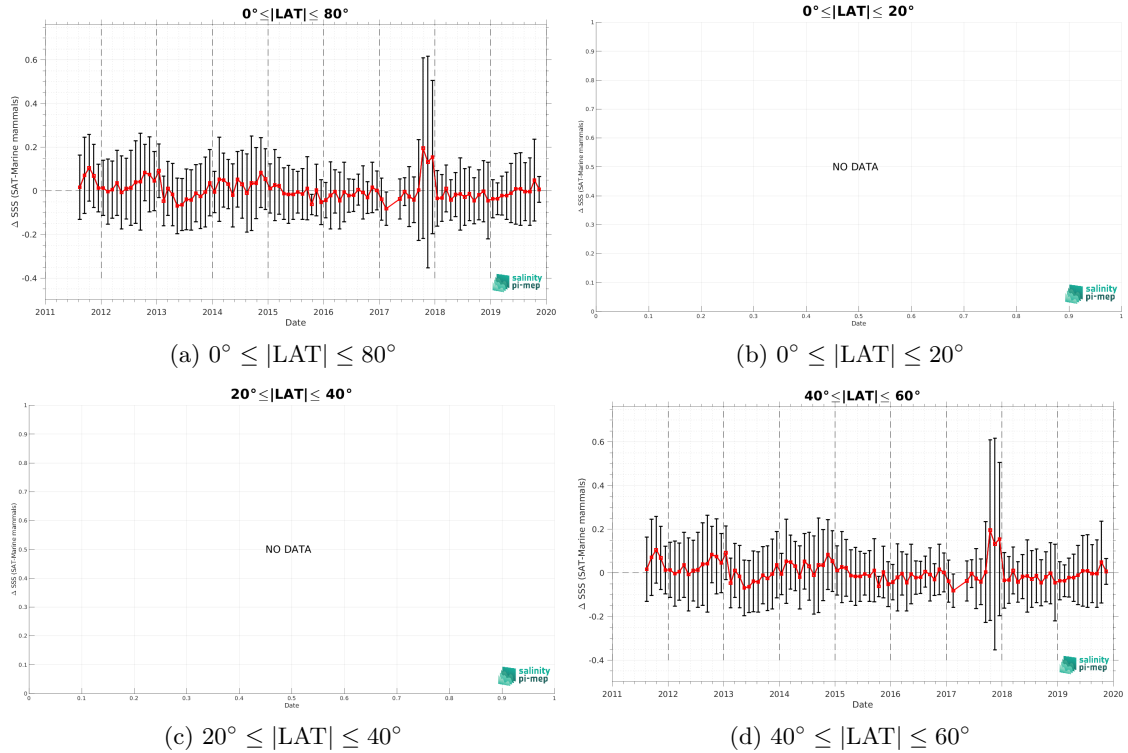 0°≤|LAT|≤ 80°
Δ SSS (SAT-Marine mammals)
0.6
0.4
0.2
0
-0.2
-0.4
2011 2012 2013 2014 2015 2016 2017 2018 2019 2020
Date
salinity
pi-mep
(a) 0° ≤ |LAT| ≤ 80°
0°≤|LAT|≤ 20°
Δ SSS (SAT-Marine mammals)
1
0.9
0.8
0.7
0.6
0.5
0.4
0.3
0.2
0.1
0
NO DATA
0 0.1 0.2 0.3 0.4 0.5 0.6 0.7 0.8 0.9 1
Date
salinity
pi-mep
(b) 0° ≤ |LAT| ≤ 20°
20°≤|LAT|≤ 40°
Δ SSS (SAT-Marine mammals)
1
0.9
0.8
0.7
0.6
0.5
0.4
0.3
0.2
0.1
0
NO DATA
0 0.1 0.2 0.3 0.4 0.5 0.6 0.7 0.8 0.9 1
Date
salinity
pi-mep
(c) 20° ≤ |LAT| ≤ 40°
40°≤|LAT|≤ 60°
Δ SSS (SAT-Marine mammals)
0.6
0.4
0.2
0
-0.2
-0.4
2011 2012 2013 2014 2015 2016 2017 2018 2019 2020
Date
salinity
pi-mep
(d) 40° ≤ |LAT| ≤ 60°